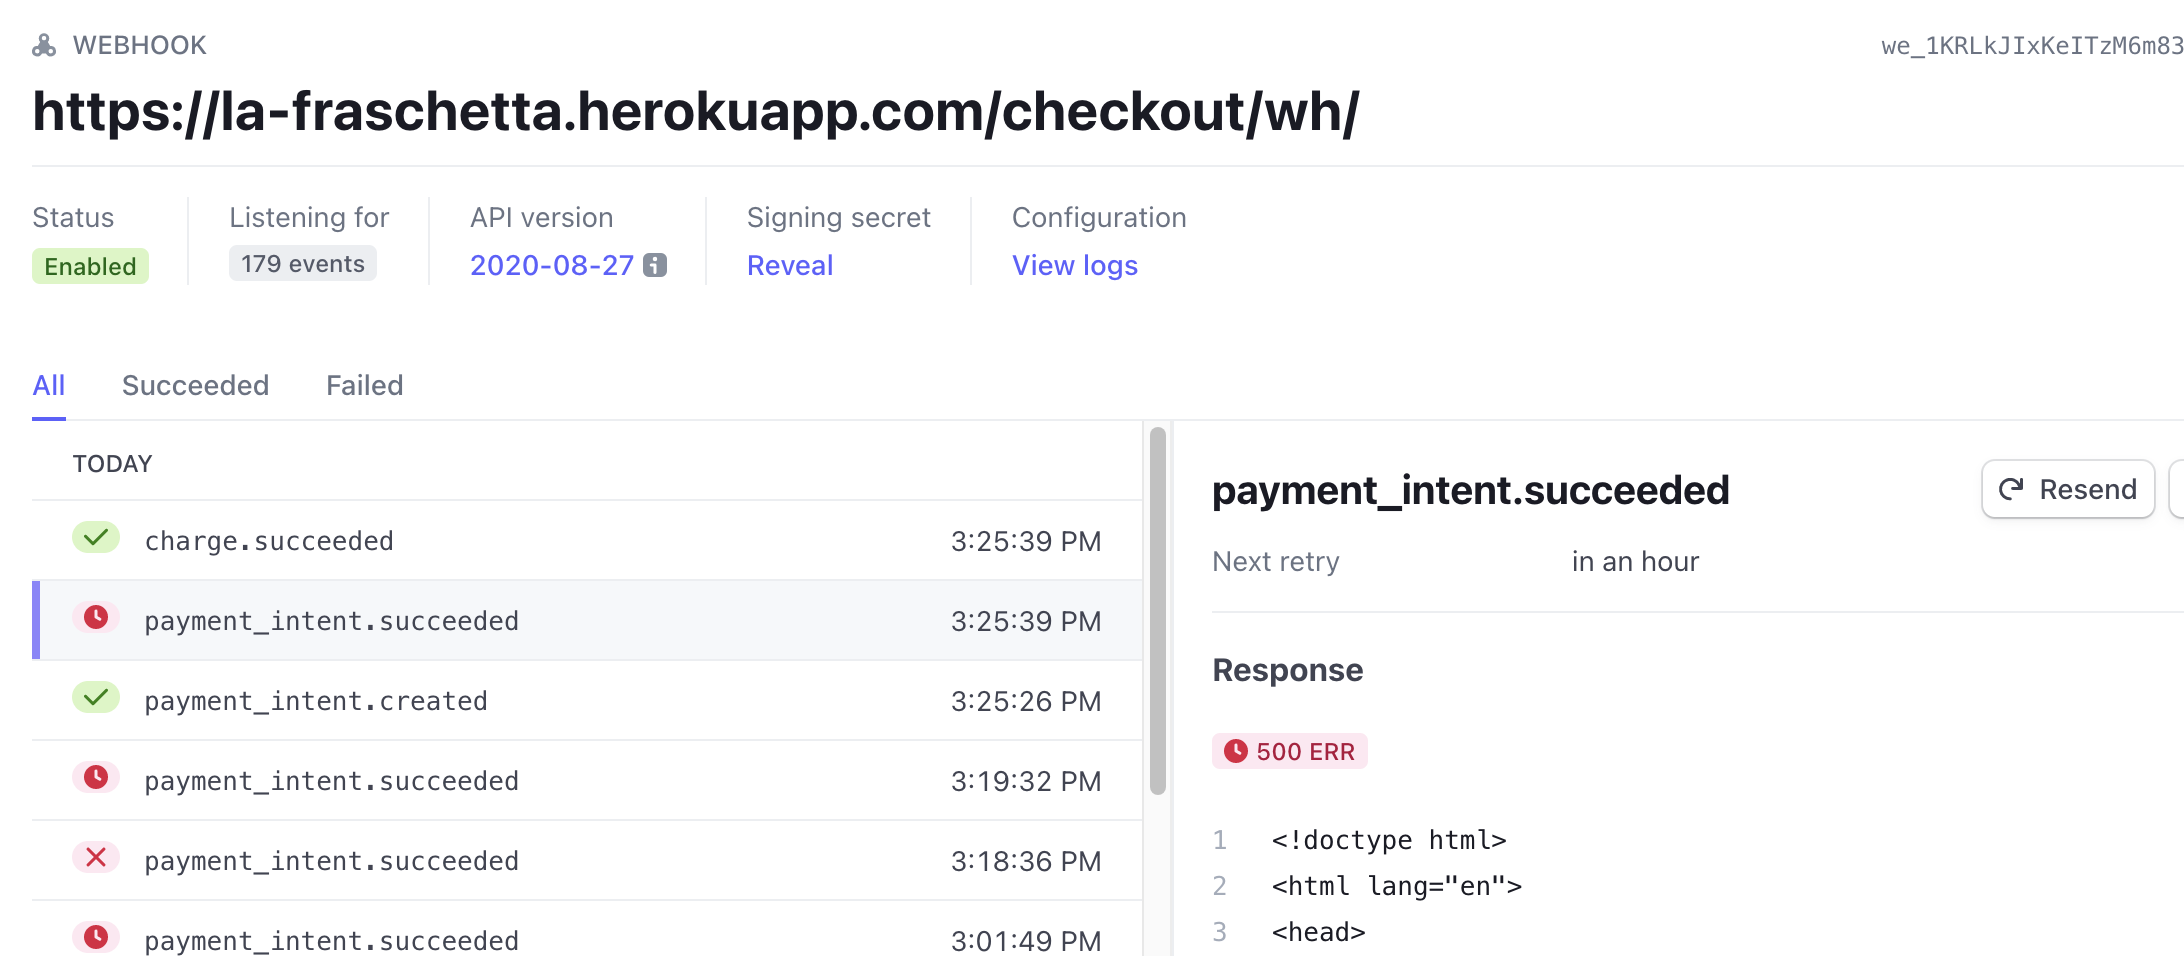 WEBHOOK
we_1KRLkJIxKeITzM6m83
https://la-fraschetta.herokuapp.com/checkout/wh/
Status
Listening for
API version
Signing secret
Configuration
Enabled
179 events
2020-08-27
Reveal
View logs
All
Succeeded
Failed
TODAY
charge.succeeded 3:25:39 PM
payment_intent.succeeded 3:25:39 PM
payment_intent.created 3:25:26 PM
payment_intent.succeeded 3:19:32 PM
payment_intent.succeeded 3:18:36 PM
payment_intent.succeeded 3:01:49 PM
payment_intent.succeeded
Resend
Next retry in an hour
Response
500 ERR
1 <!doctype html>
2 <html lang="en">
3 <head>